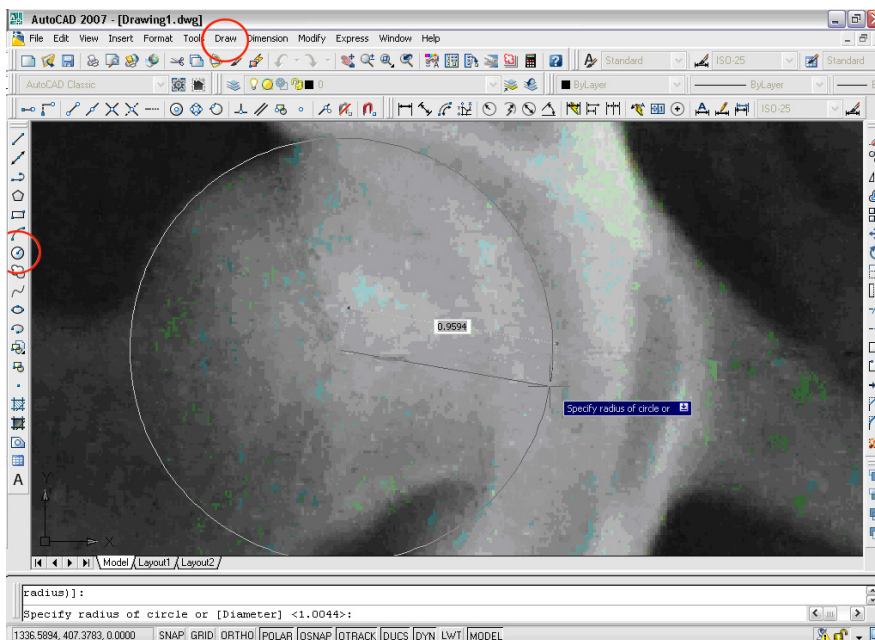 AutoCAD 2007 - [Drawing1.dwg]
File Edit View Insert Format Tools Draw Dimension Modify Express Window Help
Standard ISO-25 Standard
AutoCAD Classic 0 ByLayer ByLayer
ISO-25
0.9594
Specify radius of circle or
A
Y
X
Model Layout1 Layout2
radius)]:
Specify radius of circle or [Diameter] <1.0044>:
1336.5894, 407.3783, 0.0000 SNAP GRID ORTHO POLAR OSNAP OTRACK DUCS DYN LWT MODEL